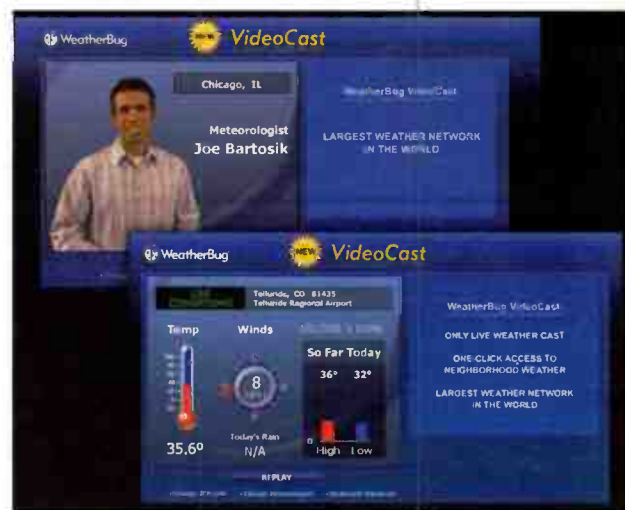 WeatherBug
NEW
VideoCast
Chicago, IL
Meteorologist
Joe Bartosik
WeatherBug VideoCast
LARGEST WEATHER NETWORK
IN THE WORLD
WeatherBug
NEW
VideoCast
Telluride, CO 81435
Telluride Regional Airport
Temp
Winds
So Far Today
36° 32°
8
Today's Rain
N/A
35.6°
0
High Low
REPLAY
WeatherBug VideoCast
ONLY LIVE WEATHER CAST
ONE-CLICK ACCESS TO
NEIGHBORHOOD WEATHER
LARGEST WEATHER NETWORK
IN THE WORLD